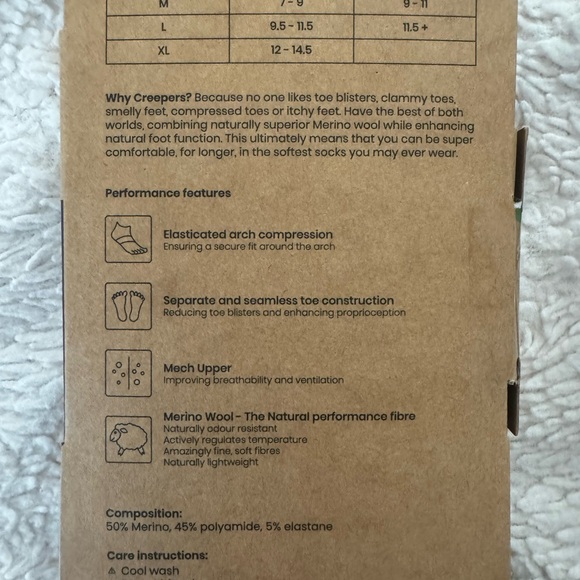 M 7 - 9 9 - 11
L 9.5 - 11.5 11.5 +
XL 12 - 14.5
Why Creepers? Because no one likes toe blisters, clammy toes,
smelly feet, compressed toes or itchy feet. Have the best of both
worlds, combining naturally superior Merino wool while enhancing
natural foot function. This ultimately means that you can be super
comfortable, for longer, in the softest socks you may ever wear.
Performance features
Elasticated arch compression
Ensuring a secure fit around the arch
Separate and seamless toe construction
Reducing toe blisters and enhancing proprioception
Mech Upper
Improving breathability and ventilation
Merino Wool - The Natural performance fibre
Naturally odour resistant
Actively regulates temperature
Amazingly fine, soft fibres
Naturally lightweight
Composition:
50% Merino, 45% polyamide, 5% elastane
Care instructions:
Cool wash